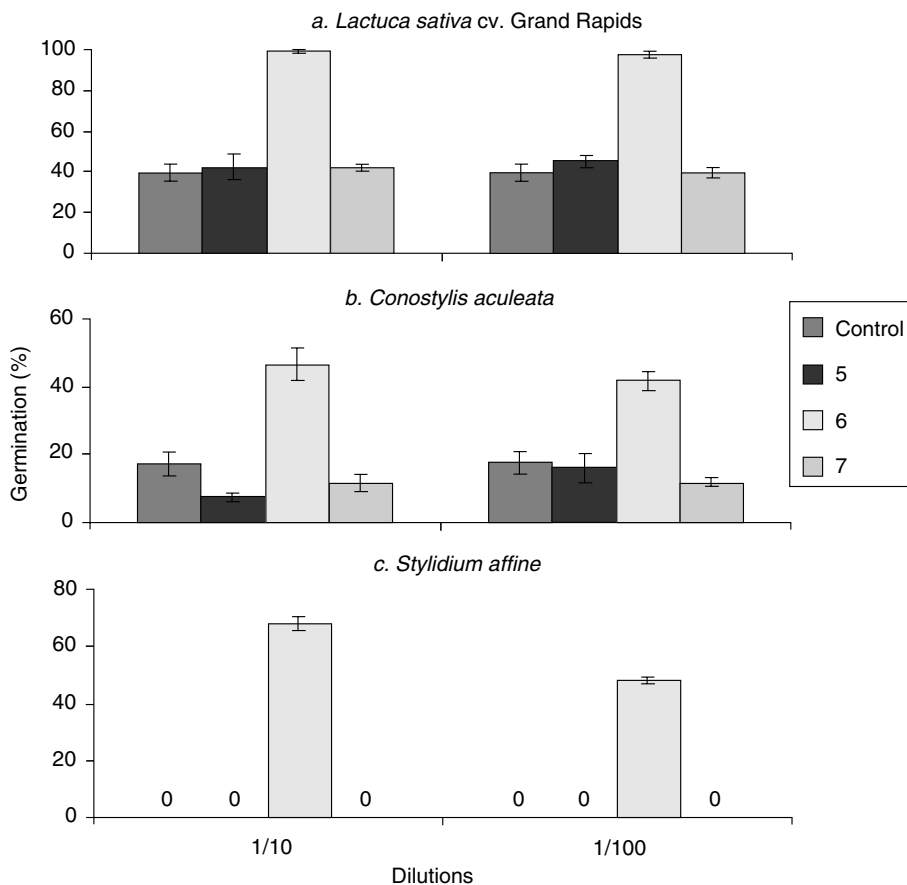 a. Lactuca sativa cv. Grand Rapids
100
80
60
40
20
0
b. Conostylis aculeata
60
40
20
0
Germination (%)
Control
5
6
7
c. Stylidium affine
80
60
40
20
0
0 0 0 0 0 0
1/10 1/100
Dilutions